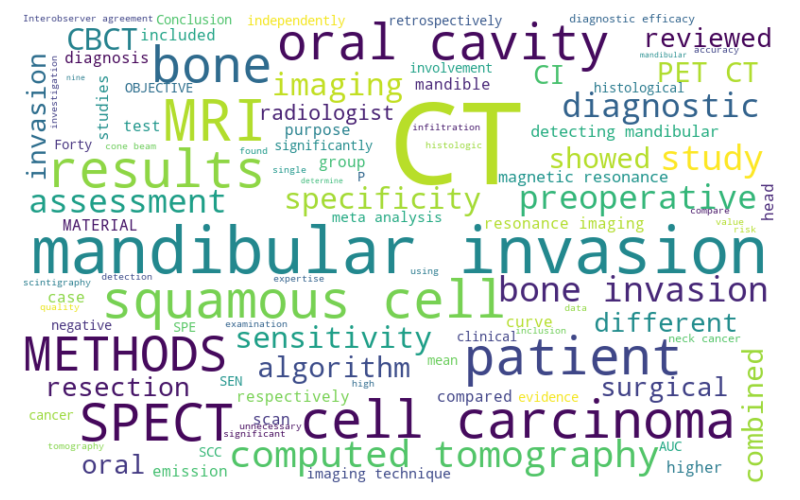 Interobserver agreement
Conclusion
independently
retrospectively
diagnostic efficacy
CBCT
included
oral cavity
reviewed
diagnosis
bone
involvement
CI
PET CT
mandibular
accuracy
nine
investigation
invasion
studies
OBJECTIVE
imaging
mandible
histological
MRI
radiologist
CT
diagnostic
test
purpose
infiltration
detecting mandibular
Forty
cone beam
significantly
histologic
results
found
group
single
P
determine
showed
study
magnetic resonance
assessment
specificity
preoperative
compare
head
MATERIAL
meta analysis
resonance imaging
value
risk
mandibular invasion
scintigraphy
detection
expertise
using
case
quality
squamous cell
bone invasion
data
negative
SPE
examination
sensitivity
clinical
curve
inclusion
different
neck cancer
METHODS
algorithm
mean
patient
combined
resection
SEN
high
respectively
compared
evidence
surgical
cancer
SPECT
scan
unnecessary
significant
cell carcinoma
tomography
oral
emission
SCC
computed tomography
imaging technique
AUC
higher